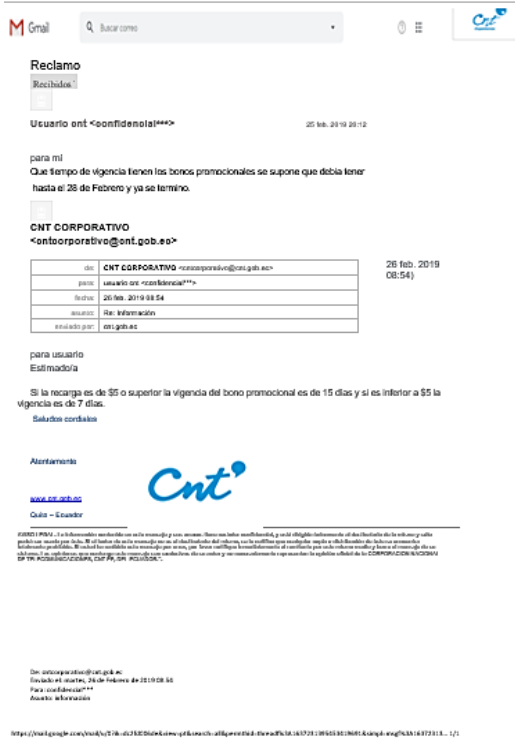 Gmail
Buscar correo
Cnt
Reclamo
Recibidos
Usuario cnt <confidencial***>
25 feb. 2019 20:12
para mí
Que tiempo de vigencia tienen los bonos promocionales se supone que debia tener
hasta el 28 de Febrero y ya se termino.
CNT CORPORATIVO
<cntcorporativo@cnt.gob.ec>
26 feb. 2019
08:54)
de: CNT CORPORATIVO <cntcorporativo@cnt.gob.ec>
para: usuario cnt <confidencial***>
fecha: 26 feb. 2019 08:54
asunto: Re: Información
enviado por: cnt.gob.ec
para usuario
Estimado/a
Si la recarga es de $5 o superior la vigencia del bono promocional es de 15 días y si es inferior a $5 la
vigencia es de 7 días.
Saludos cordiales
Atentamente
Cnt
www.cnt.gob.ec
Quito – Ecuador
De: cntcorporativo@cnt.gob.ec
Enviado el: martes, 26 de Febrero de 2019 08:54
Para: confidencial***
Asunto: información
1/1